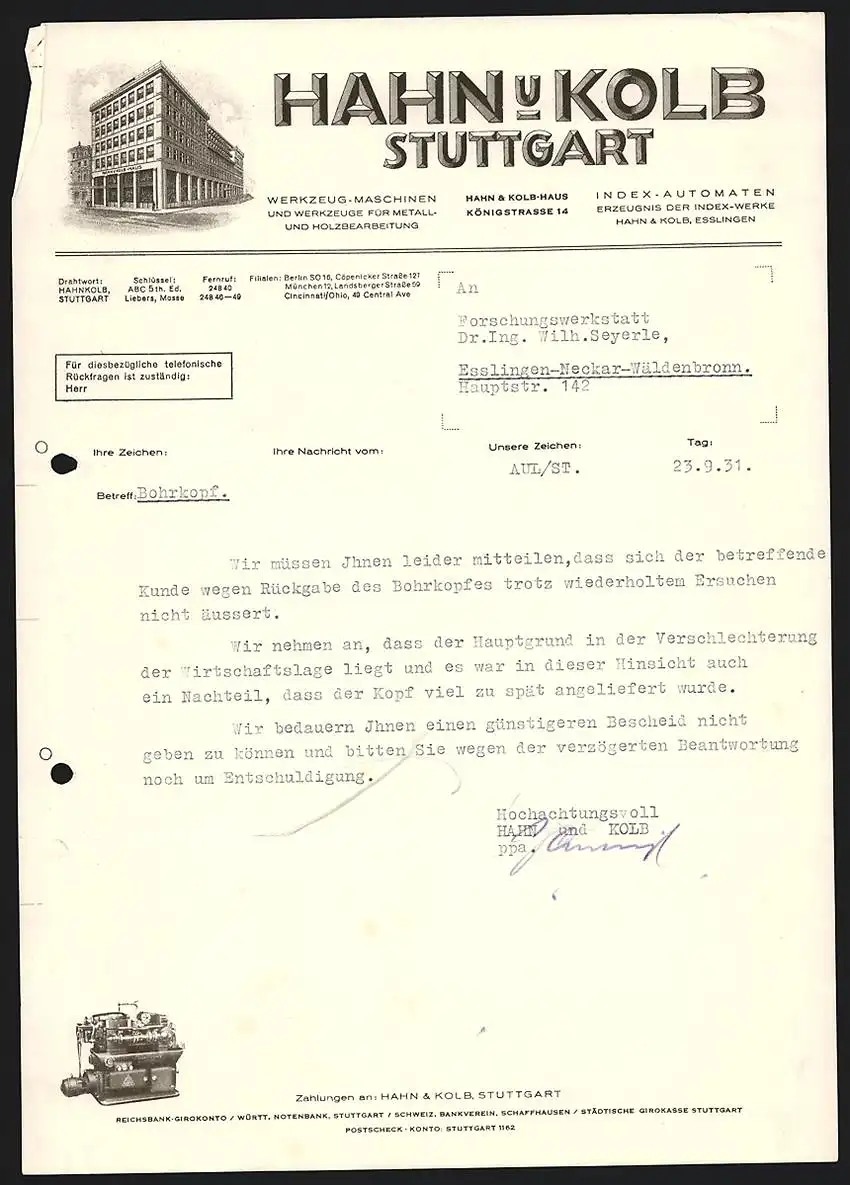 HAHN U KOLB
STUTTGART
WERKZEUG-MASCHINEN
UND WERKZEUGE FÜR METALL-
UND HOLZBEARBEITUNG
HAHN & KOLB-HAUS
KÖNIGSTRASSE 14
INDEX-AUTOMATEN
ERZEUGNIS DER INDEX-WERKE
HAHN & KOLB, ESSLINGEN
Drahtwort:
HAHNKOLB,
STUTTGART
Schlüssel:
ABC 5th. Ed.
Liebers, Mosse
Fernruf:
248 40
248 40—49
Filialen: Berlin SO 16, Cöpenicker Straße 127
München 12, Landsberger Straße 59
Cincinnati/Ohio, 49 Central Ave
An
Forschungswerkstatt
Dr.Ing. Wilh.Seyerle,
Esslingen-Neckar-Wäldenbronn.
Hauptstr. 142
Für diesbezügliche telefonische
Rückfragen ist zuständig:
Herr
Ihre Zeichen:
Ihre Nachricht vom:
Unsere Zeichen:
Tag:
AUL/ST.
23.9.31.
Betreff: Bohrkopf.
Wir müssen Jhnen leider mitteilen,dass sich der betreffende
Kunde wegen Rückgabe des Bohrkopfes trotz wiederholtem Ersuchen
nicht äussert.
Wir nehmen an, dass der Hauptgrund in der Verschlechterung
der Wirtschaftslage liegt und es war in dieser Hinsicht auch
ein Nachteil, dass der Kopf viel zu spät angeliefert wurde.
Wir bedauern Jhnen einen günstigeren Bescheid nicht
geben zu können und bitten Sie wegen der verzögerten Beantwortung
noch um Entschuldigung.
Hochachtungsvoll
HAHN und KOLB
ppa.
Zahlungen an: HAHN & KOLB, STUTTGART
REICHSBANK-GIROKONTO / WÜRTT. NOTENBANK, STUTTGART / SCHWEIZ. BANKVEREIN, SCHAFFHAUSEN / STÄDTISCHE GIROKASSE STUTTGART
POSTSCHECK-KONTO: STUTTGART 1162